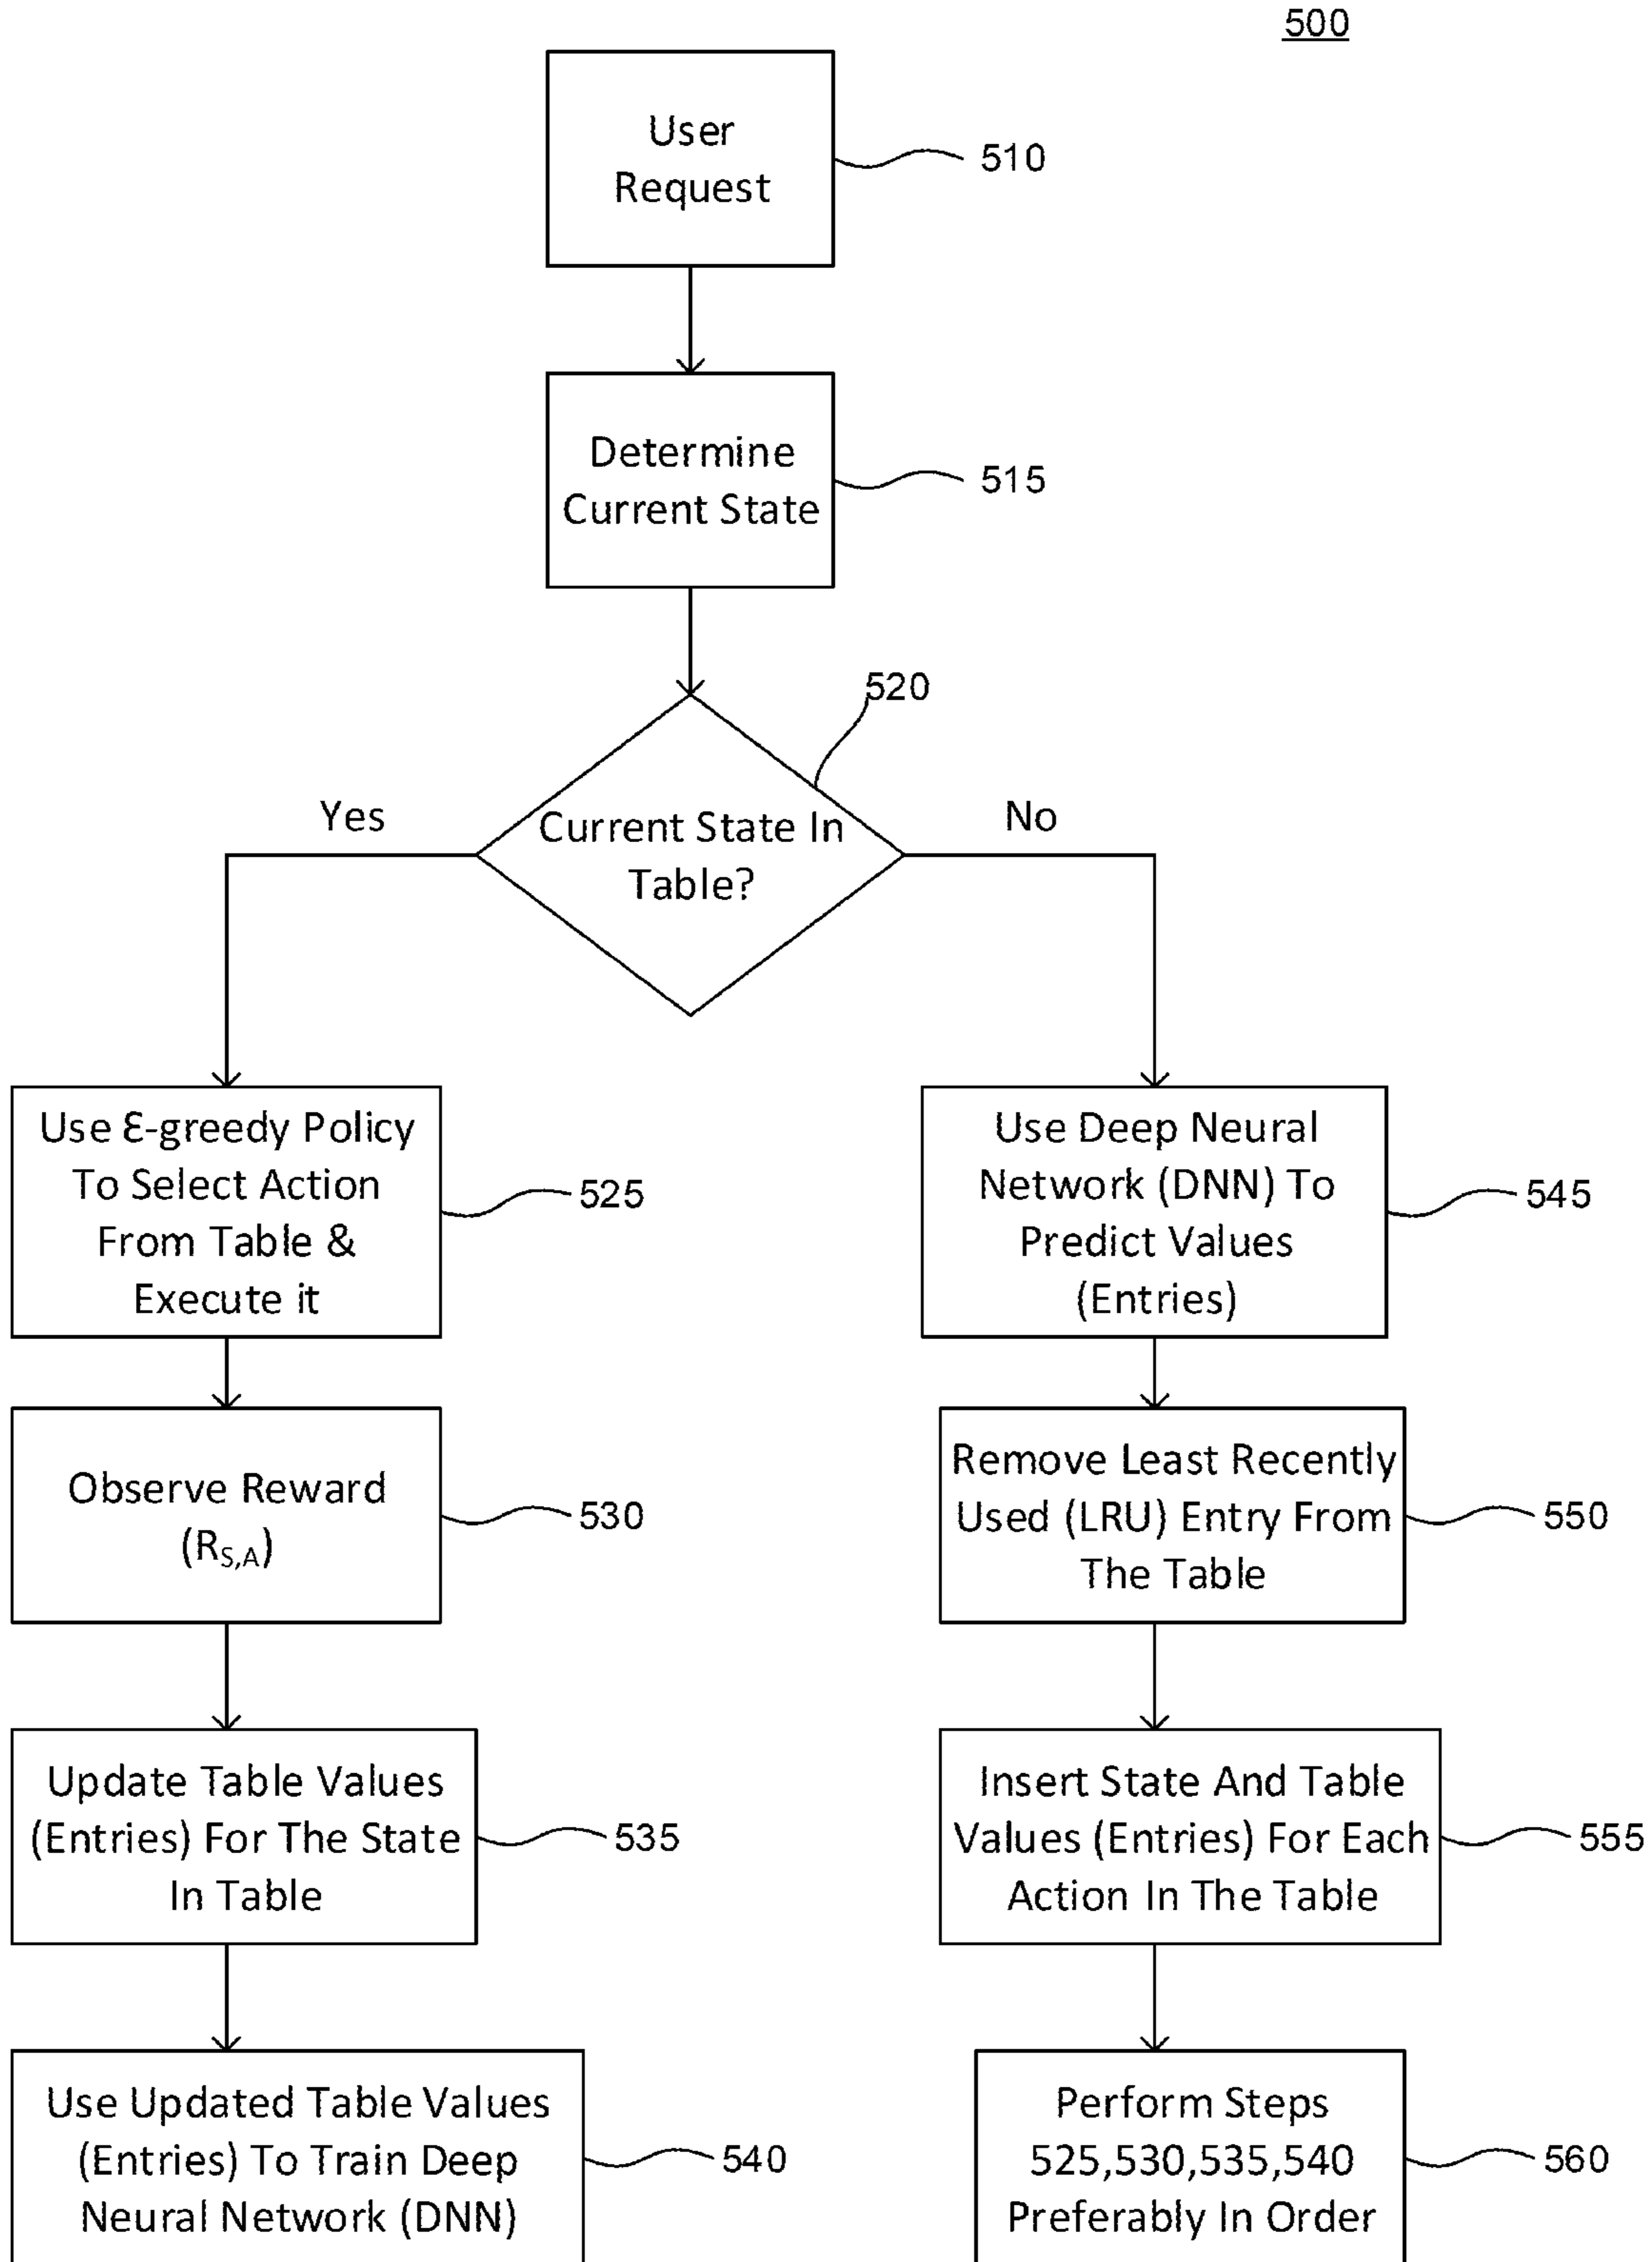 500
User
Request
510
Determine
Current State
515
520
Current State In
Table?
Yes
No
Use Ɛ-greedy Policy
To Select Action
From Table &
Execute it
525
Observe Reward
(R_S,A)
530
Update Table Values
(Entries) For The State
In Table
535
Use Updated Table Values
(Entries) To Train Deep
Neural Network (DNN)
540
Use Deep Neural
Network (DNN) To
Predict Values
(Entries)
545
Remove Least Recently
Used (LRU) Entry From
The Table
550
Insert State And Table
Values (Entries) For Each
Action In The Table
555
Perform Steps
525,530,535,540
Preferably In Order
560